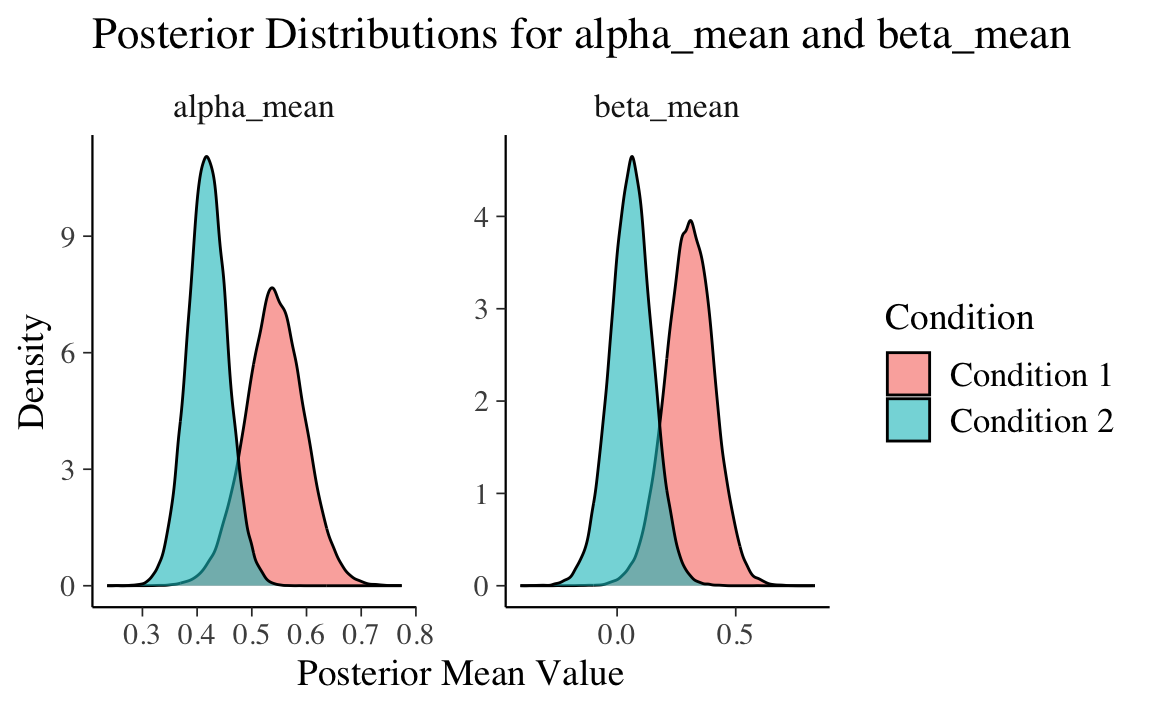 Posterior Distributions for alpha_mean and beta_mean
alpha_mean
beta_mean
Density
9
6
3
0
4
3
2
1
0
0.3 0.4 0.5 0.6 0.7 0.8
0.0 0.5
Posterior Mean Value
Condition
Condition 1
Condition 2